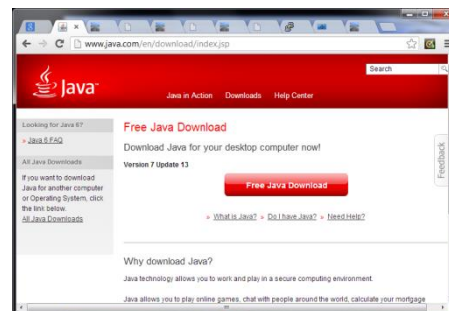 www.java.com/en/download/index.jsp
Search
Java
Java in Action Downloads Help Center
Looking for Java 6?
» Java 6 FAQ
All Java Downloads
If you want to download
Java for another computer
or Operating System, click
the link below.
All Java Downloads
Free Java Download
Download Java for your desktop computer now!
Version 7 Update 13
Free Java Download
» What is Java? » Do I have Java? » Need Help?
Feedback
Why download Java?
Java technology allows you to work and play in a secure computing environment.
Java allows you to play online games, chat with people around the world, calculate your mortgage